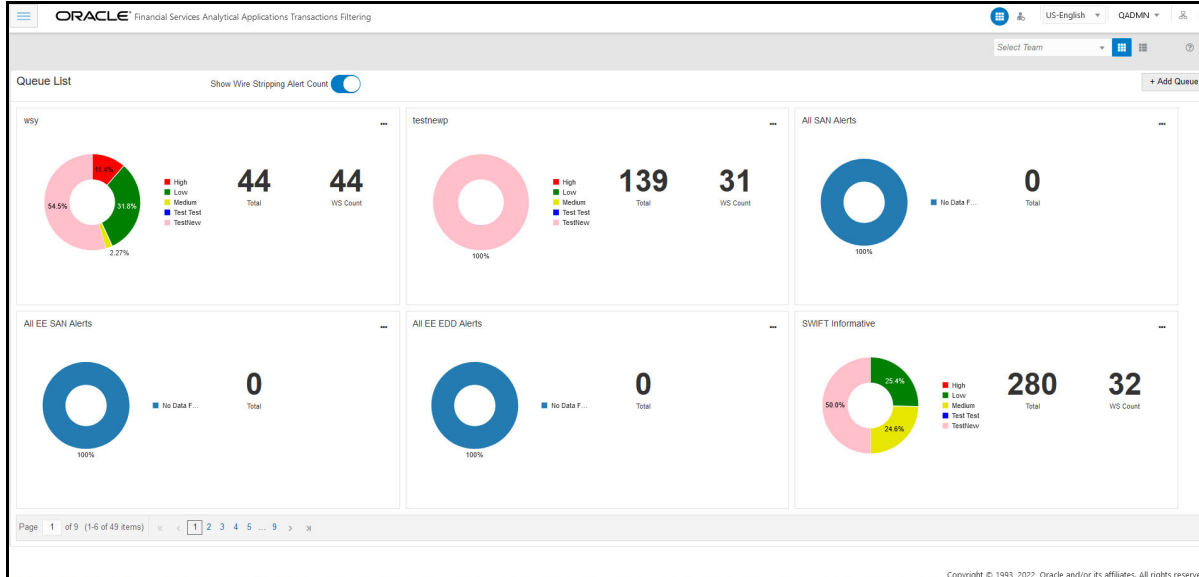 ORACLE Financial Services Analytical Applications Transactions Filtering
US-English
QADMN
Select Team
Queue List
Show Wire Stripping Alert Count
+ Add Queue
wsy
...
11.4%
31.8%
54.5%
2.27%
High
Low
Medium
Test Test
TestNew
44
Total
44
WS Count
testnewp
...
100%
High
Low
Medium
Test Test
TestNew
139
Total
31
WS Count
All SAN Alerts
...
100%
No Data F...
0
Total
All EE SAN Alerts
...
100%
No Data F...
0
Total
All EE EDD Alerts
...
100%
No Data F...
0
Total
SWIFT Informative
...
25.4%
50.0%
24.6%
High
Low
Medium
Test Test
TestNew
280
Total
32
WS Count
Page 1 of 9 (1-6 of 49 items) 1 2 3 4 5 ... 9
Copyright © 1993, 2022, Oracle and/or its affiliates. All rights reserve